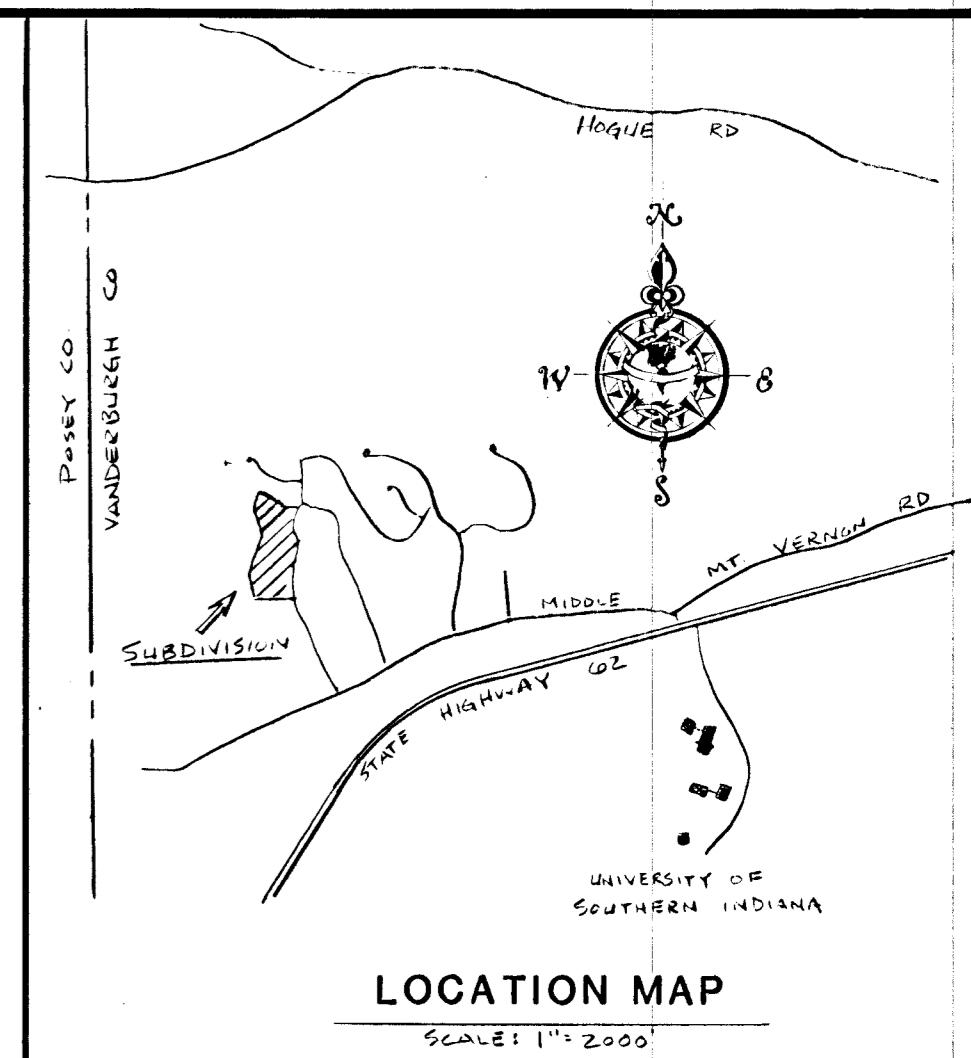 HOGUE RD
N
W E
S
POSEY CO.
VANDERBURGH CO
MT. VERNON RD
MIDDLE
SUBDIVISION
STATE HIGHWAY 62
UNIVERSITY OF
SOUTHERN INDIANA
LOCATION MAP
SCALE: 1"=2000'